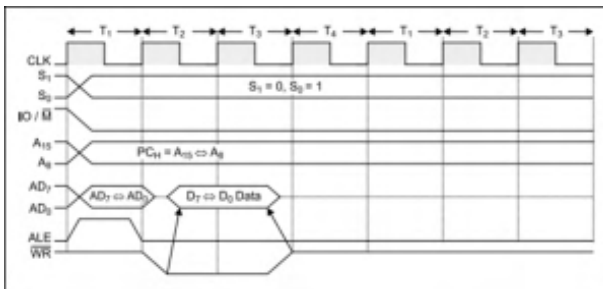 T₁ T₂ T₃ T₄ T₁ T₂ T₃
CLK
S₁
S₀
S₁ = 0, S₀ = 1
IO / M̅
A₁₅
A₈
PCH = A₁₅ ⇔ A₈
AD₇
AD₀
AD₇ ⇔ AD₀
D₇ ⇔ D₀ Data
ALE
W̅R̅